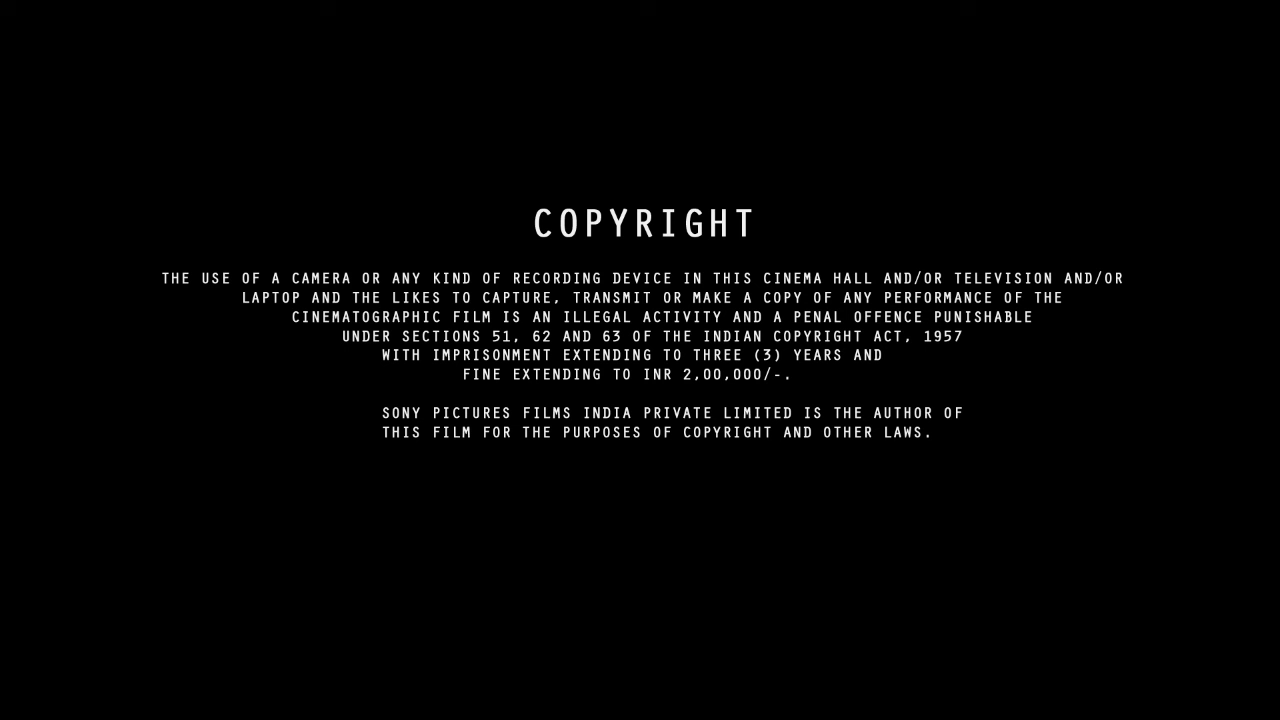 COPYRIGHT
THE USE OF A CAMERA OR ANY KIND OF RECORDING DEVICE IN THIS CINEMA HALL AND/OR TELEVISION AND/OR
LAPTOP AND THE LIKES TO CAPTURE, TRANSMIT OR MAKE A COPY OF ANY PERFORMANCE OF THE
CINEMATOGRAPHIC FILM IS AN ILLEGAL ACTIVITY AND A PENAL OFFENCE PUNISHABLE
UNDER SECTIONS 51, 62 AND 63 OF THE INDIAN COPYRIGHT ACT, 1957
WITH IMPRISONMENT EXTENDING TO THREE (3) YEARS AND
FINE EXTENDING TO INR 2,00,000/-.
SONY PICTURES FILMS INDIA PRIVATE LIMITED IS THE AUTHOR OF
THIS FILM FOR THE PURPOSES OF COPYRIGHT AND OTHER LAWS.